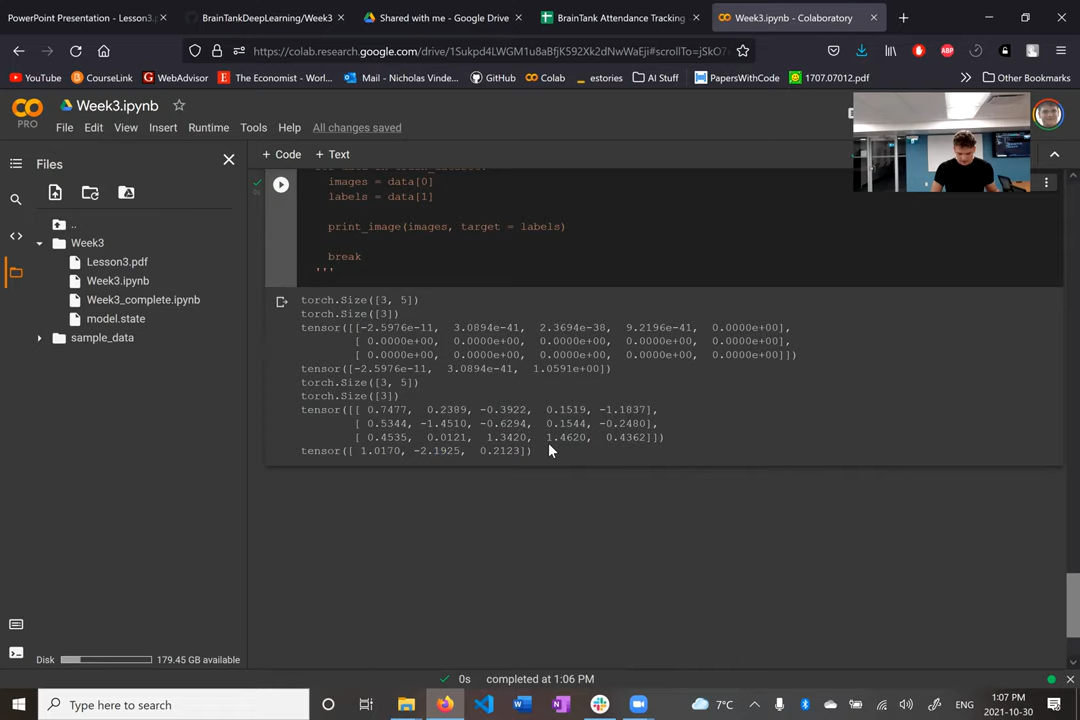 PowerPoint Presentation - Lesson3.p
BrainTankDeepLearning/Week3
Shared with me - Google Drive
BrainTank Attendance Tracking
Week3.ipynb - Colaboratory
https://colab.research.google.com/drive/1Sukpd4LWGM1u8aBfjK592Xk2dNwWaEji#scrollTo=jSkO7
YouTube
CourseLink
WebAdvisor
The Economist - Worl...
Mail - Nicholas Vinde...
GitHub
Colab
estories
AI Stuff
PapersWithCode
1707.07012.pdf
Other Bookmarks
CO
PRO
Week3.ipynb
File Edit View Insert Runtime Tools Help All changes saved
Files
+ Code + Text
..
Week3
Lesson3.pdf
Week3.ipynb
Week3_complete.ipynb
model.state
sample_data
images = data[0]
labels = data[1]
print_image(images, target = labels)
break
'''
torch.Size([3, 5])
torch.Size([3])
tensor([[-2.5976e-11, 3.0894e-41, 2.3694e-38, 9.2196e-41, 0.0000e+00],
[ 0.0000e+00, 0.0000e+00, 0.0000e+00, 0.0000e+00, 0.0000e+00],
[ 0.0000e+00, 0.0000e+00, 0.0000e+00, 0.0000e+00, 0.0000e+00]])
tensor([-2.5976e-11, 3.0894e-41, 1.0591e+00])
torch.Size([3, 5])
torch.Size([3])
tensor([[ 0.7477, 0.2389, -0.3922, 0.1519, -1.1837],
[ 0.5344, -1.4510, -0.6294, 0.1544, -0.2480],
[ 0.4535, 0.0121, 1.3420, 1.4620, 0.4362]])
tensor([ 1.0170, -2.1925, 0.2123])
Disk 179.45 GB available
0s completed at 1:06 PM
Type here to search
7°C
ENG
1:07 PM
2021-10-30